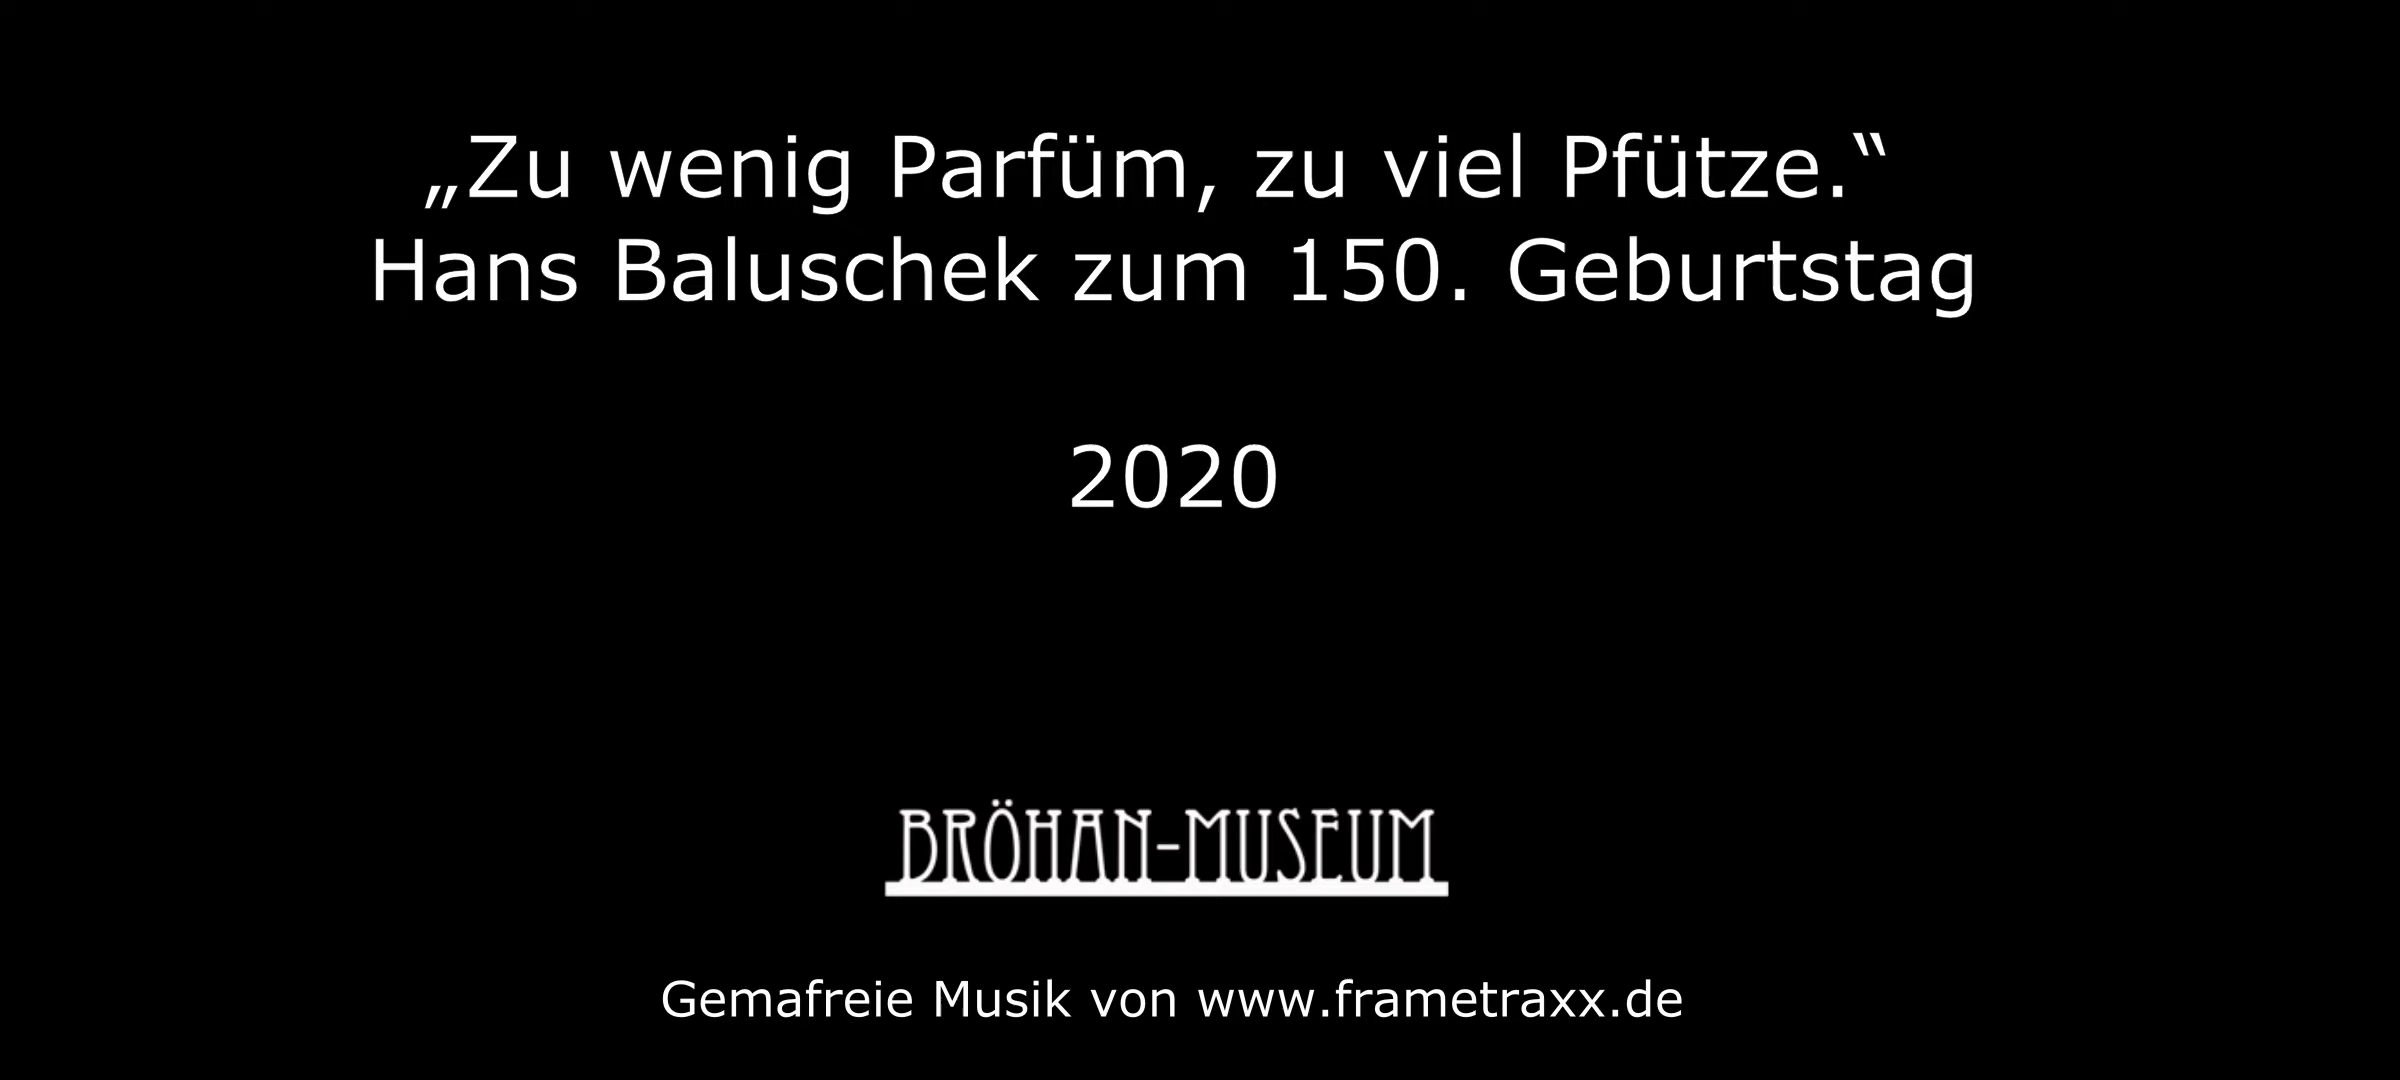 „Zu wenig Parfüm, zu viel Pfütze.“
Hans Baluschek zum 150. Geburtstag
2020
BRÖHAN-MUSEUM
Gemafreie Musik von www.frametraxx.de